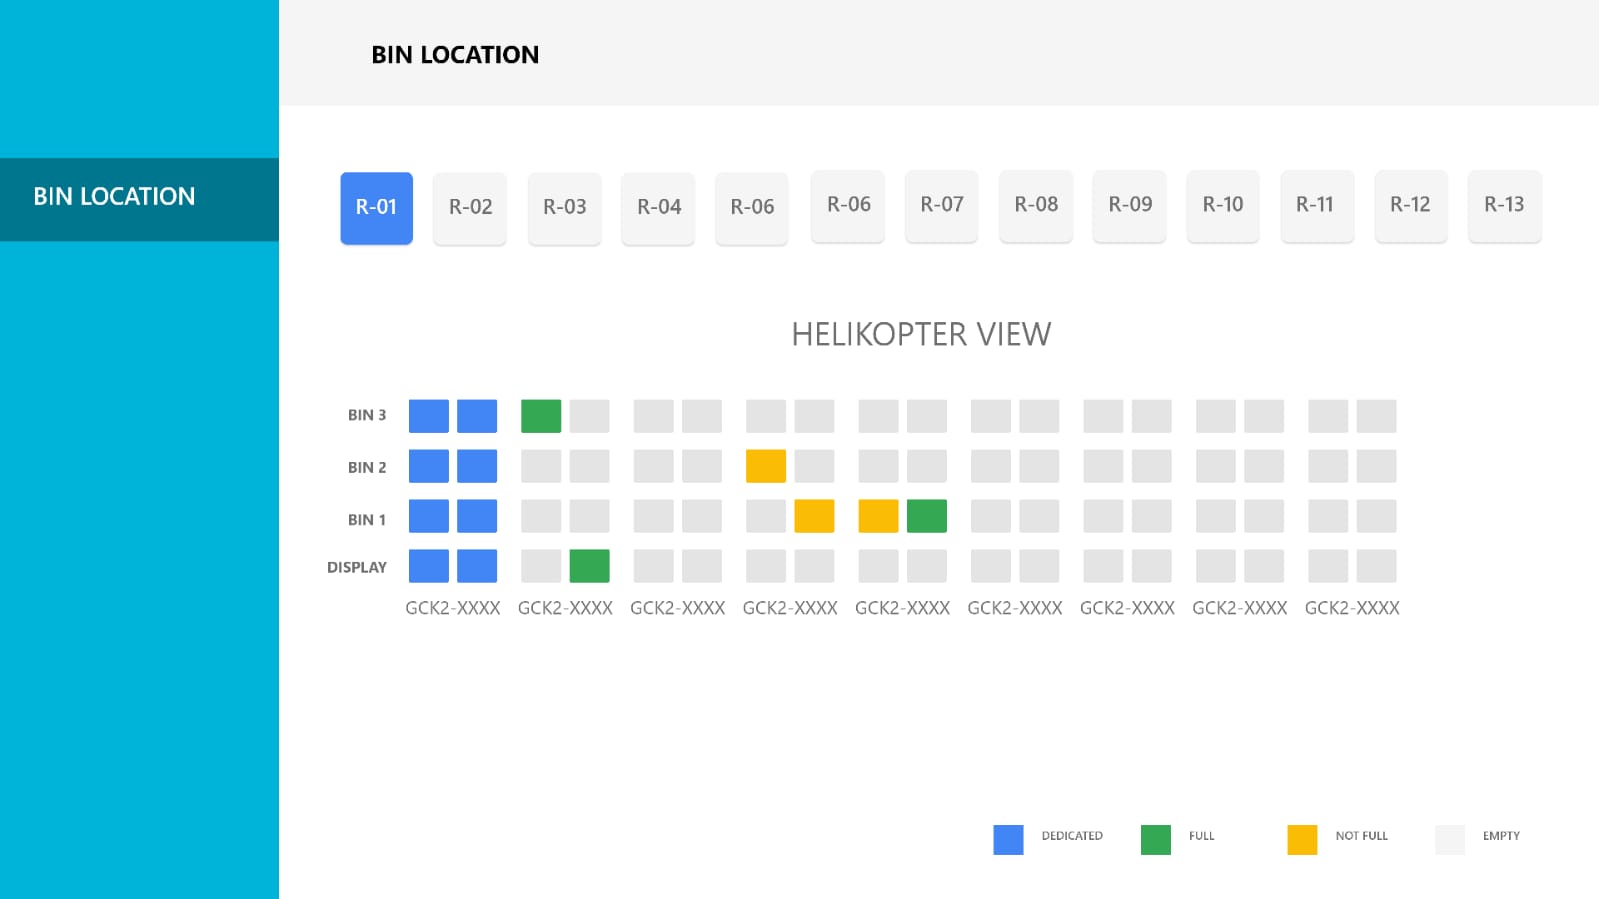 BIN LOCATION
BIN LOCATION
R-01 R-02 R-03 R-04 R-06 R-06 R-07 R-08 R-09 R-10 R-11 R-12 R-13
HELIKOPTER VIEW
BIN 3
BIN 2
BIN 1
DISPLAY
GCK2-XXXX GCK2-XXXX GCK2-XXXX GCK2-XXXX GCK2-XXXX GCK2-XXXX GCK2-XXXX GCK2-XXXX GCK2-XXXX
DEDICATED FULL NOT FULL EMPTY